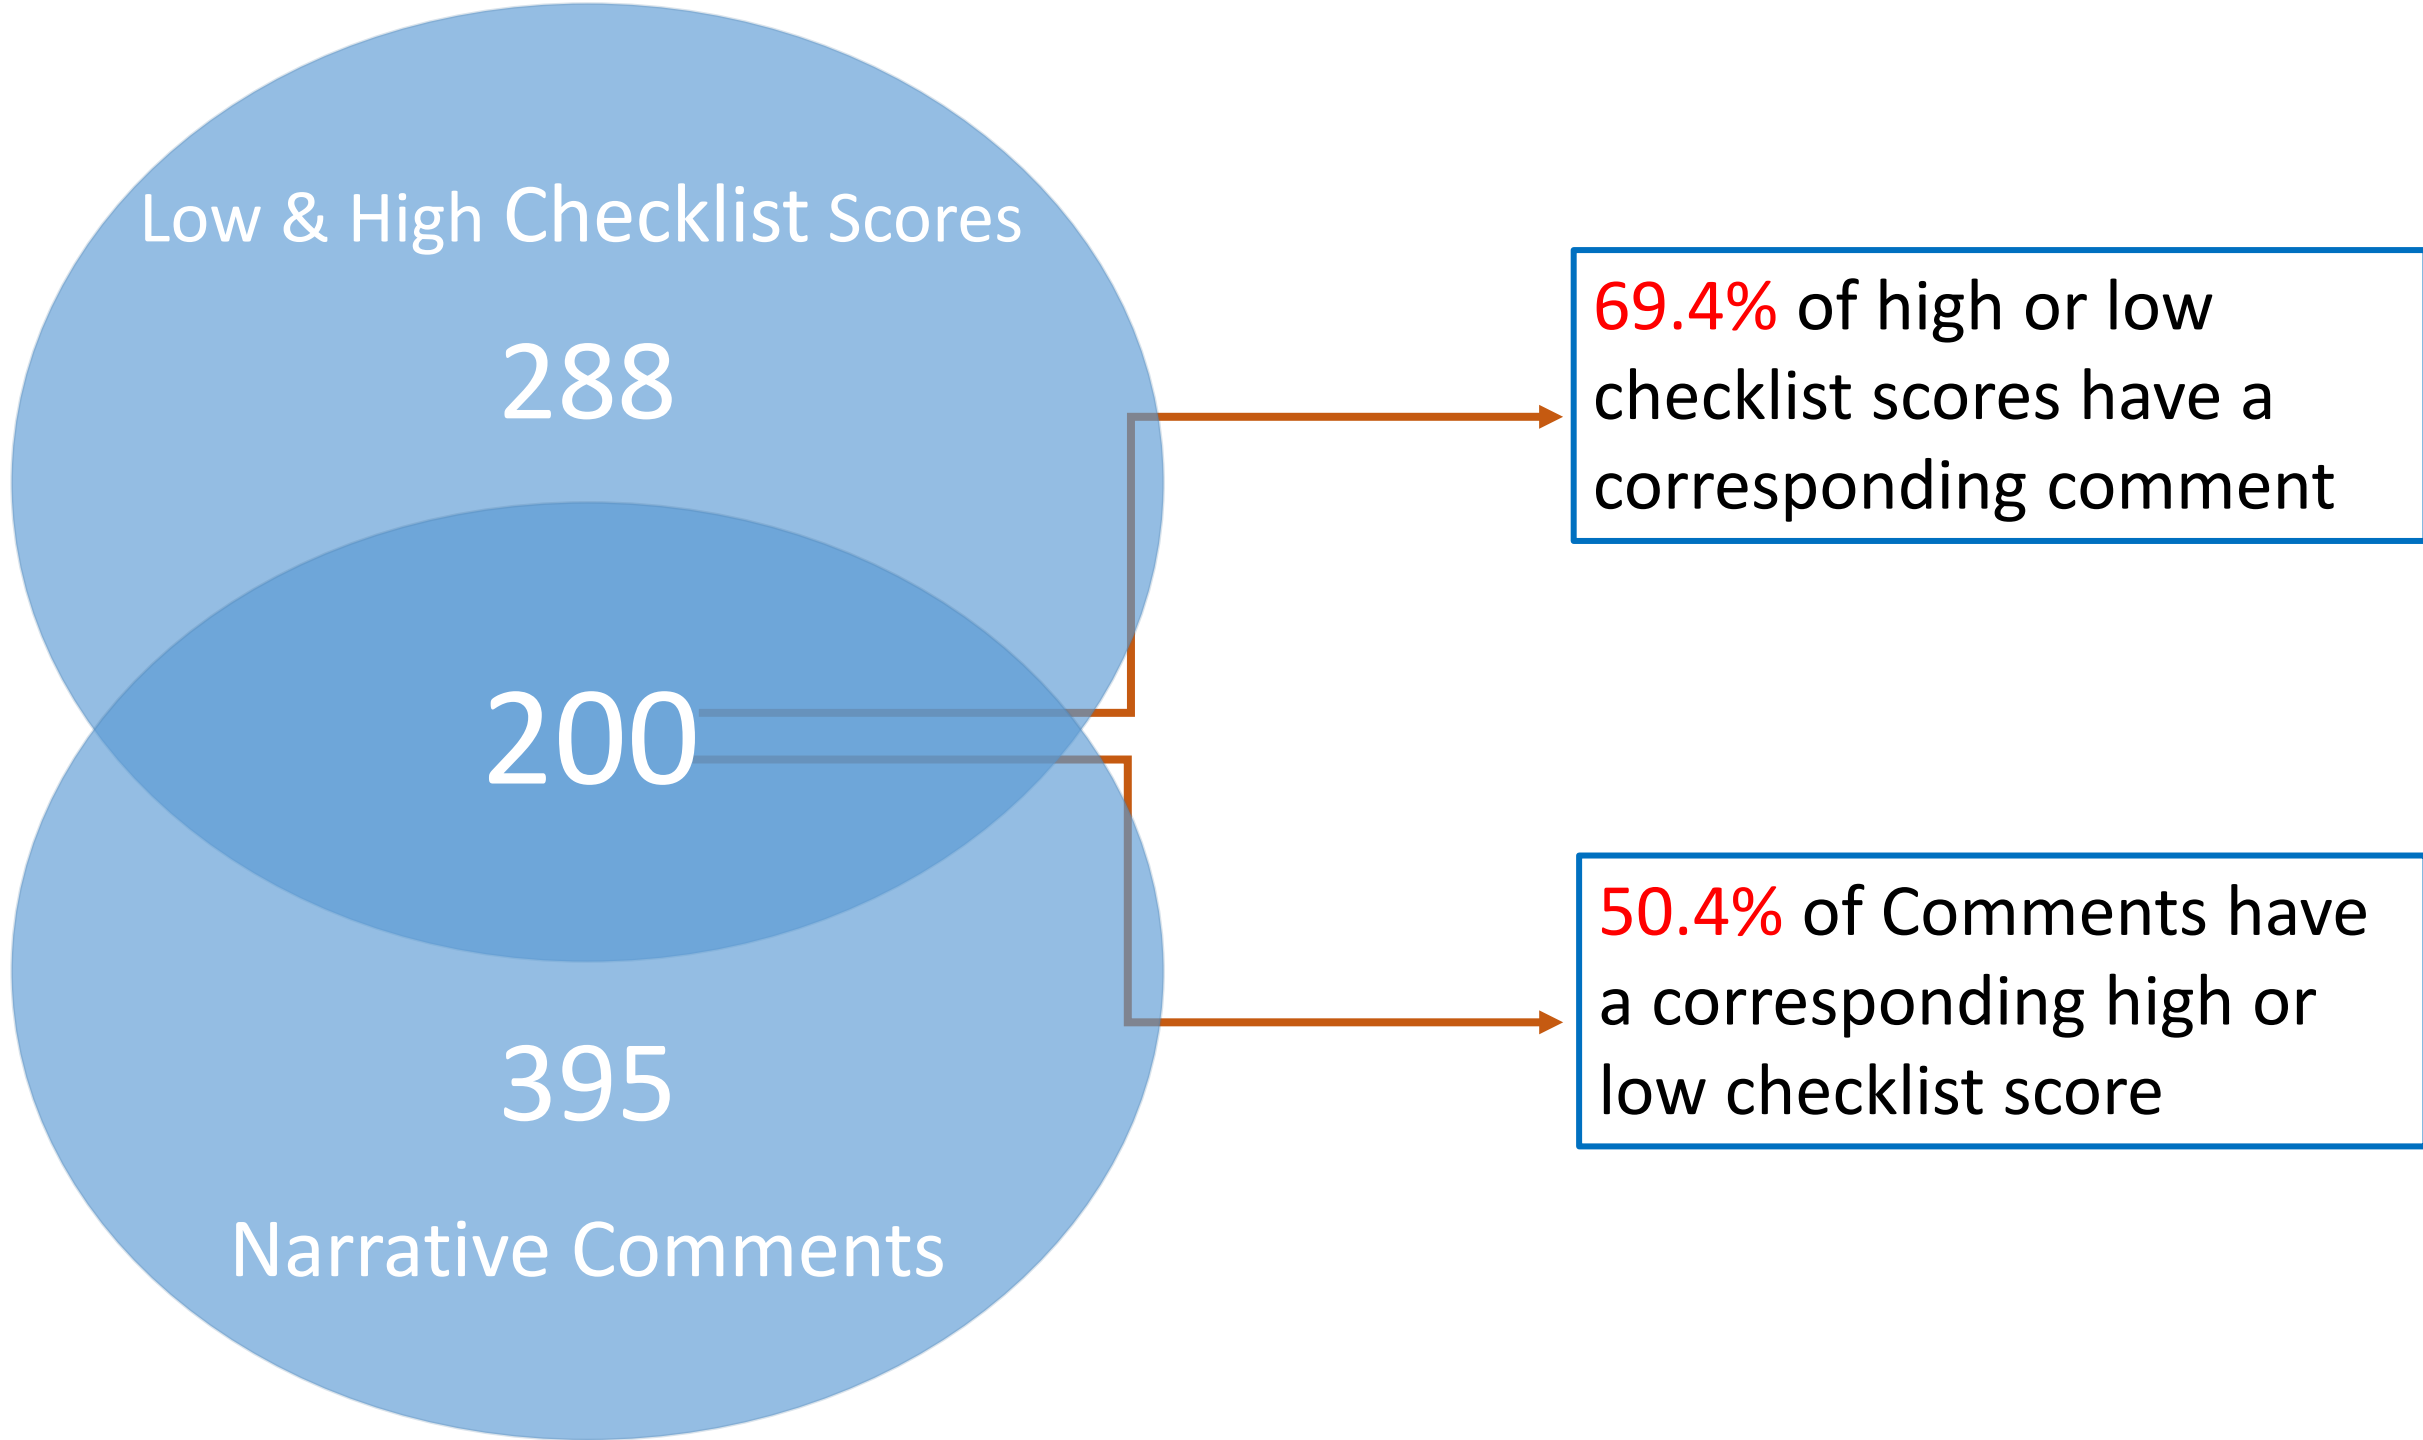 Low & High Checklist Scores
288
200
395
Narrative Comments
69.4% of high or low
checklist scores have a
corresponding comment
50.4% of Comments have
a corresponding high or
low checklist score